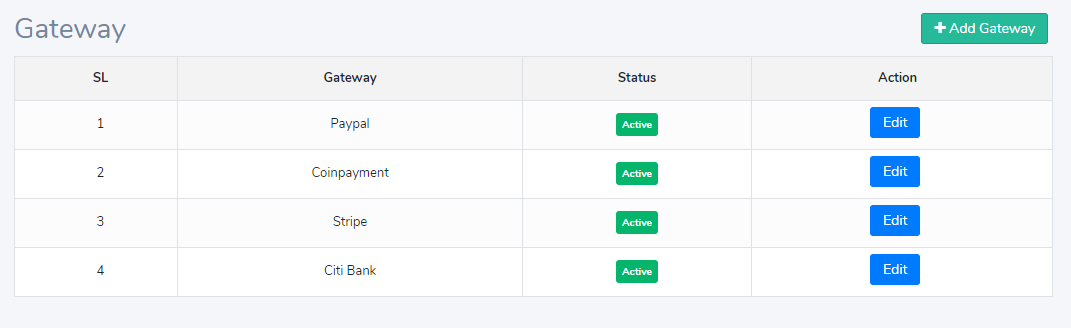 Gateway
+ Add Gateway
SL Gateway Status Action
1 Paypal Active Edit
2 Coinpayment Active Edit
3 Stripe Active Edit
4 Citi Bank Active Edit